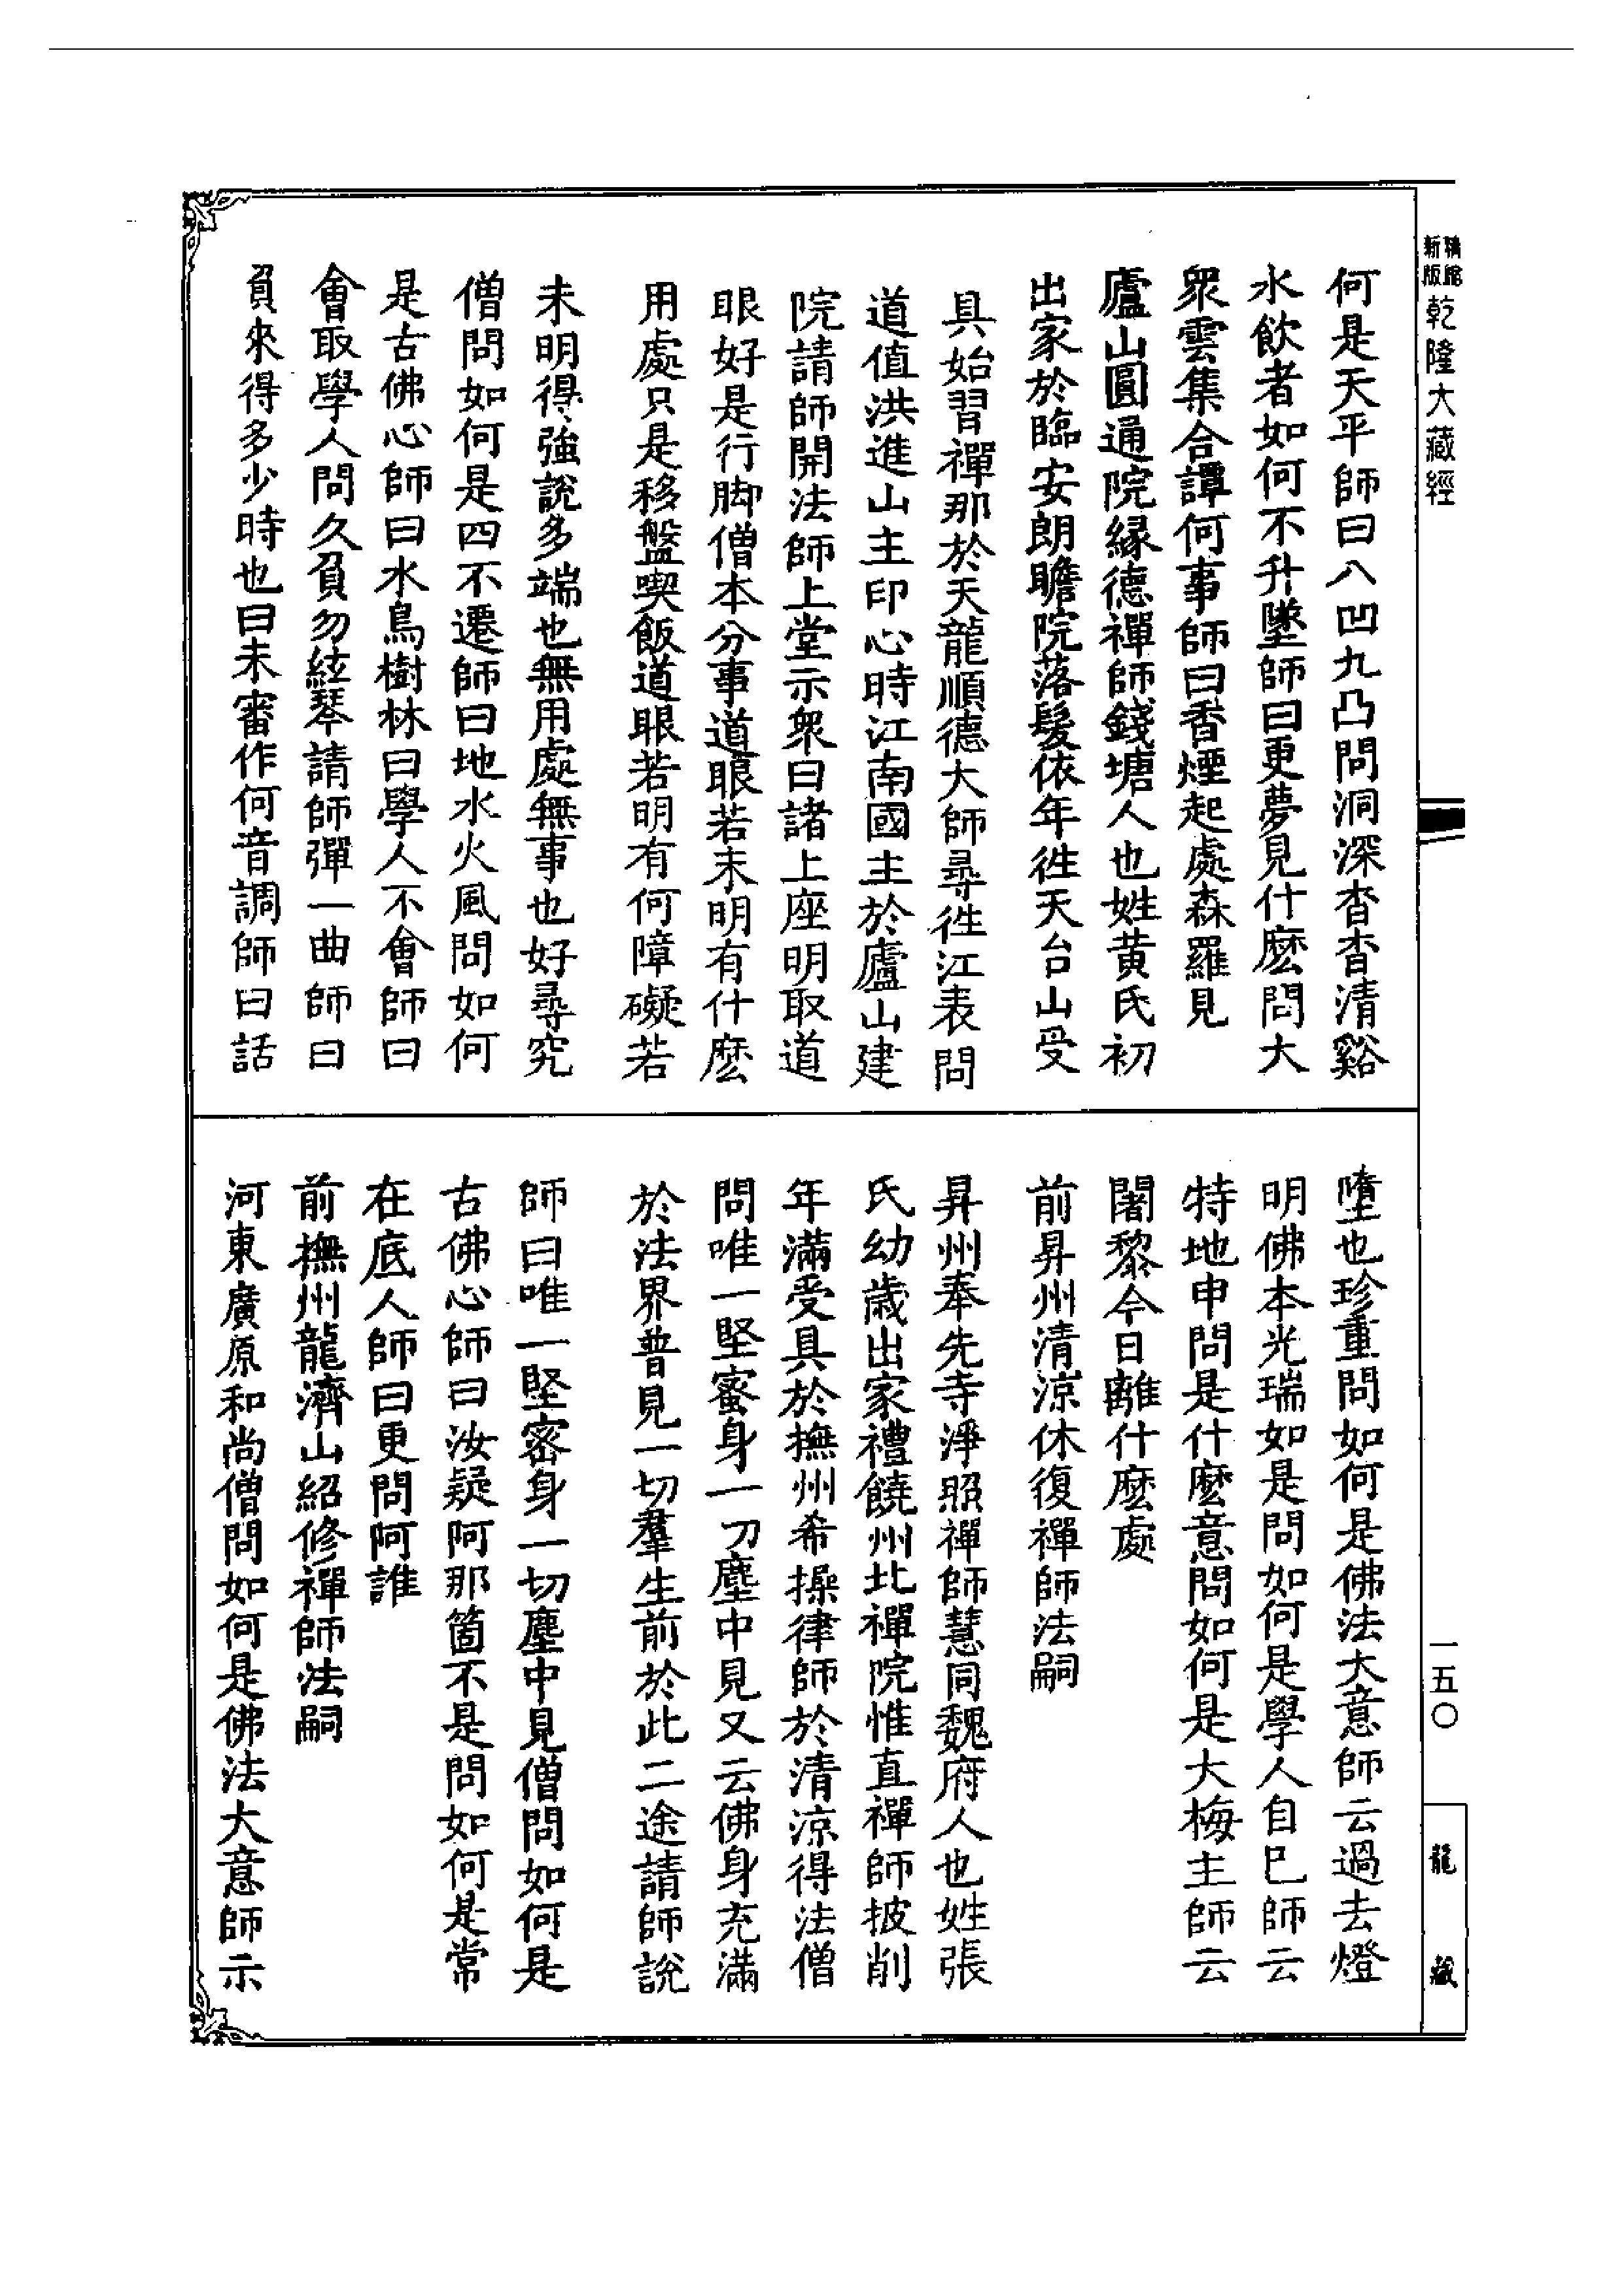 新版
精縮
乾隆大藏經
一五〇
龍藏
何是天平師曰八凹九凸問洞深杳杳清谿
水飲者如何不升墜師曰更夢見什麽問大
眾雲集合譚何事師曰香煙起處森羅見
廬山圓通院緣德禪師錢塘人也姓黄氏初
出家於臨安朗瞻院落髮依年徃天台山受
具始習禪那於天龍順德大師尋徃江表問
道值洪進山主印心時江南國主於廬山建
院請師開法師上堂示眾曰諸上座明取道
眼好是行脚僧本分事道眼若未明有什麽
用處只是移盤喫飯道眼若明有何障礙若
未明得強說多端也無用處無事也好尋究
僧問如何是四不遷師曰地水火風問如何
是古佛心師曰水鳥樹林曰學人不會師曰
會取學人問久負勿絃琴請師彈一曲師曰
負來得多少時也曰未審作何音調師曰話
墮也珍重問如何是佛法大意師云過去燈
明佛本光瑞如是問如何是學人自巳師云
特地申問是什麽意問如何是大梅主師云
闍黎今日離什麽處
前昇州清涼休復禪師法嗣
昇州奉先寺淨照禪師慧同魏府人也姓張
氏幼歲出家禮饒州北禪院惟直禪師披削
年滿受具於撫州希操律師於清涼得法僧
問唯一堅蜜身一刀塵中見又云佛身充滿
於法界普見一切羣生前於此二途請師說
師曰唯一堅密身一切塵中見僧問如何是
古佛心師曰汝疑阿那箇不是問如何是常
在底人師曰更問阿誰
前撫州龍濟山紹修禪師法嗣
河東廣原和尚僧問如何是佛法大意師示